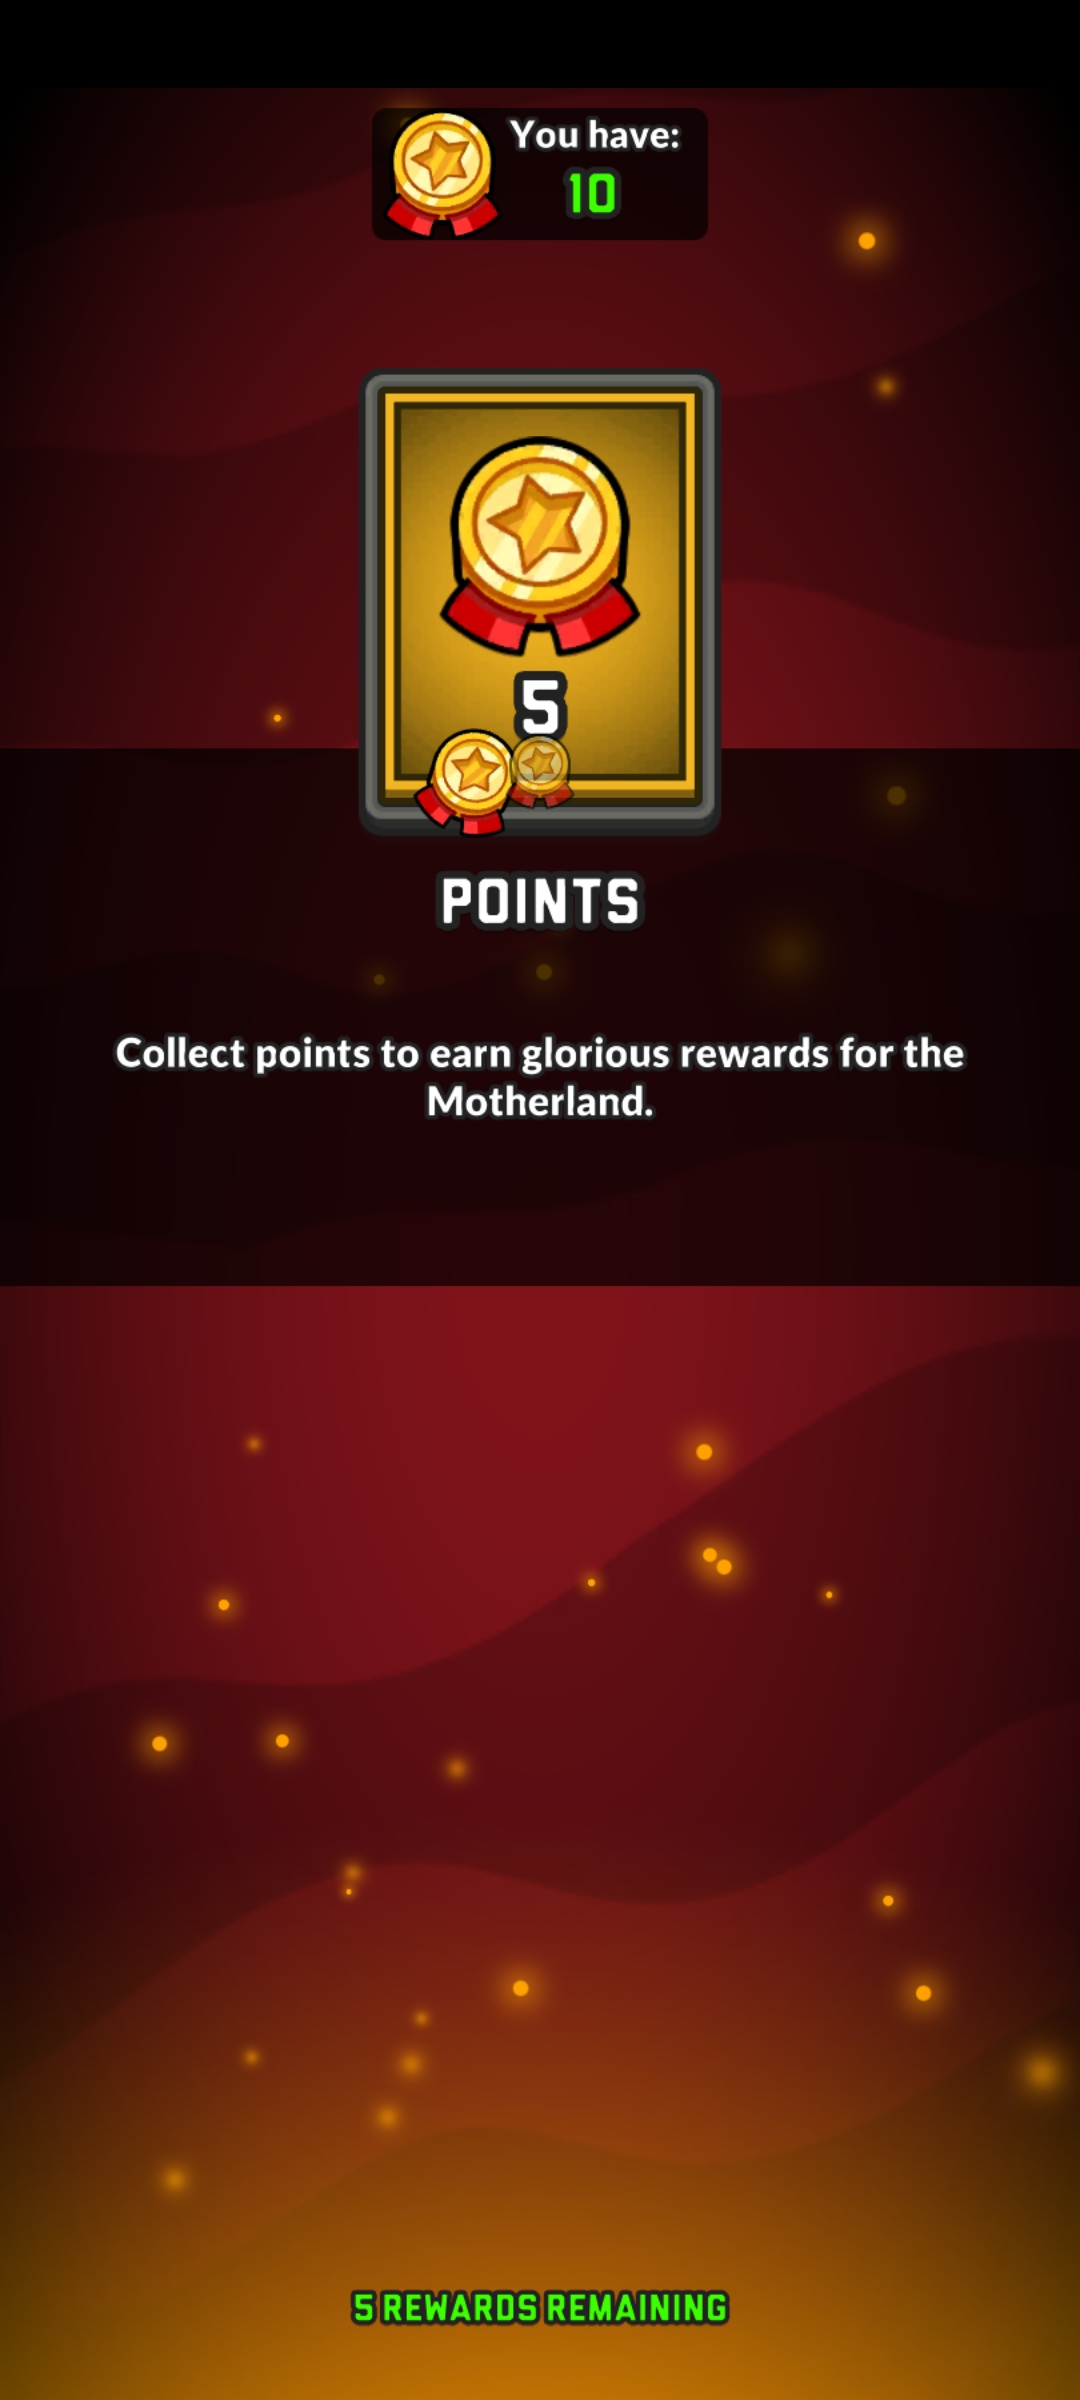 You have:
10
5
POINTS
Collect points to earn glorious rewards for the
Motherland.
5 REWARDS REMAINING